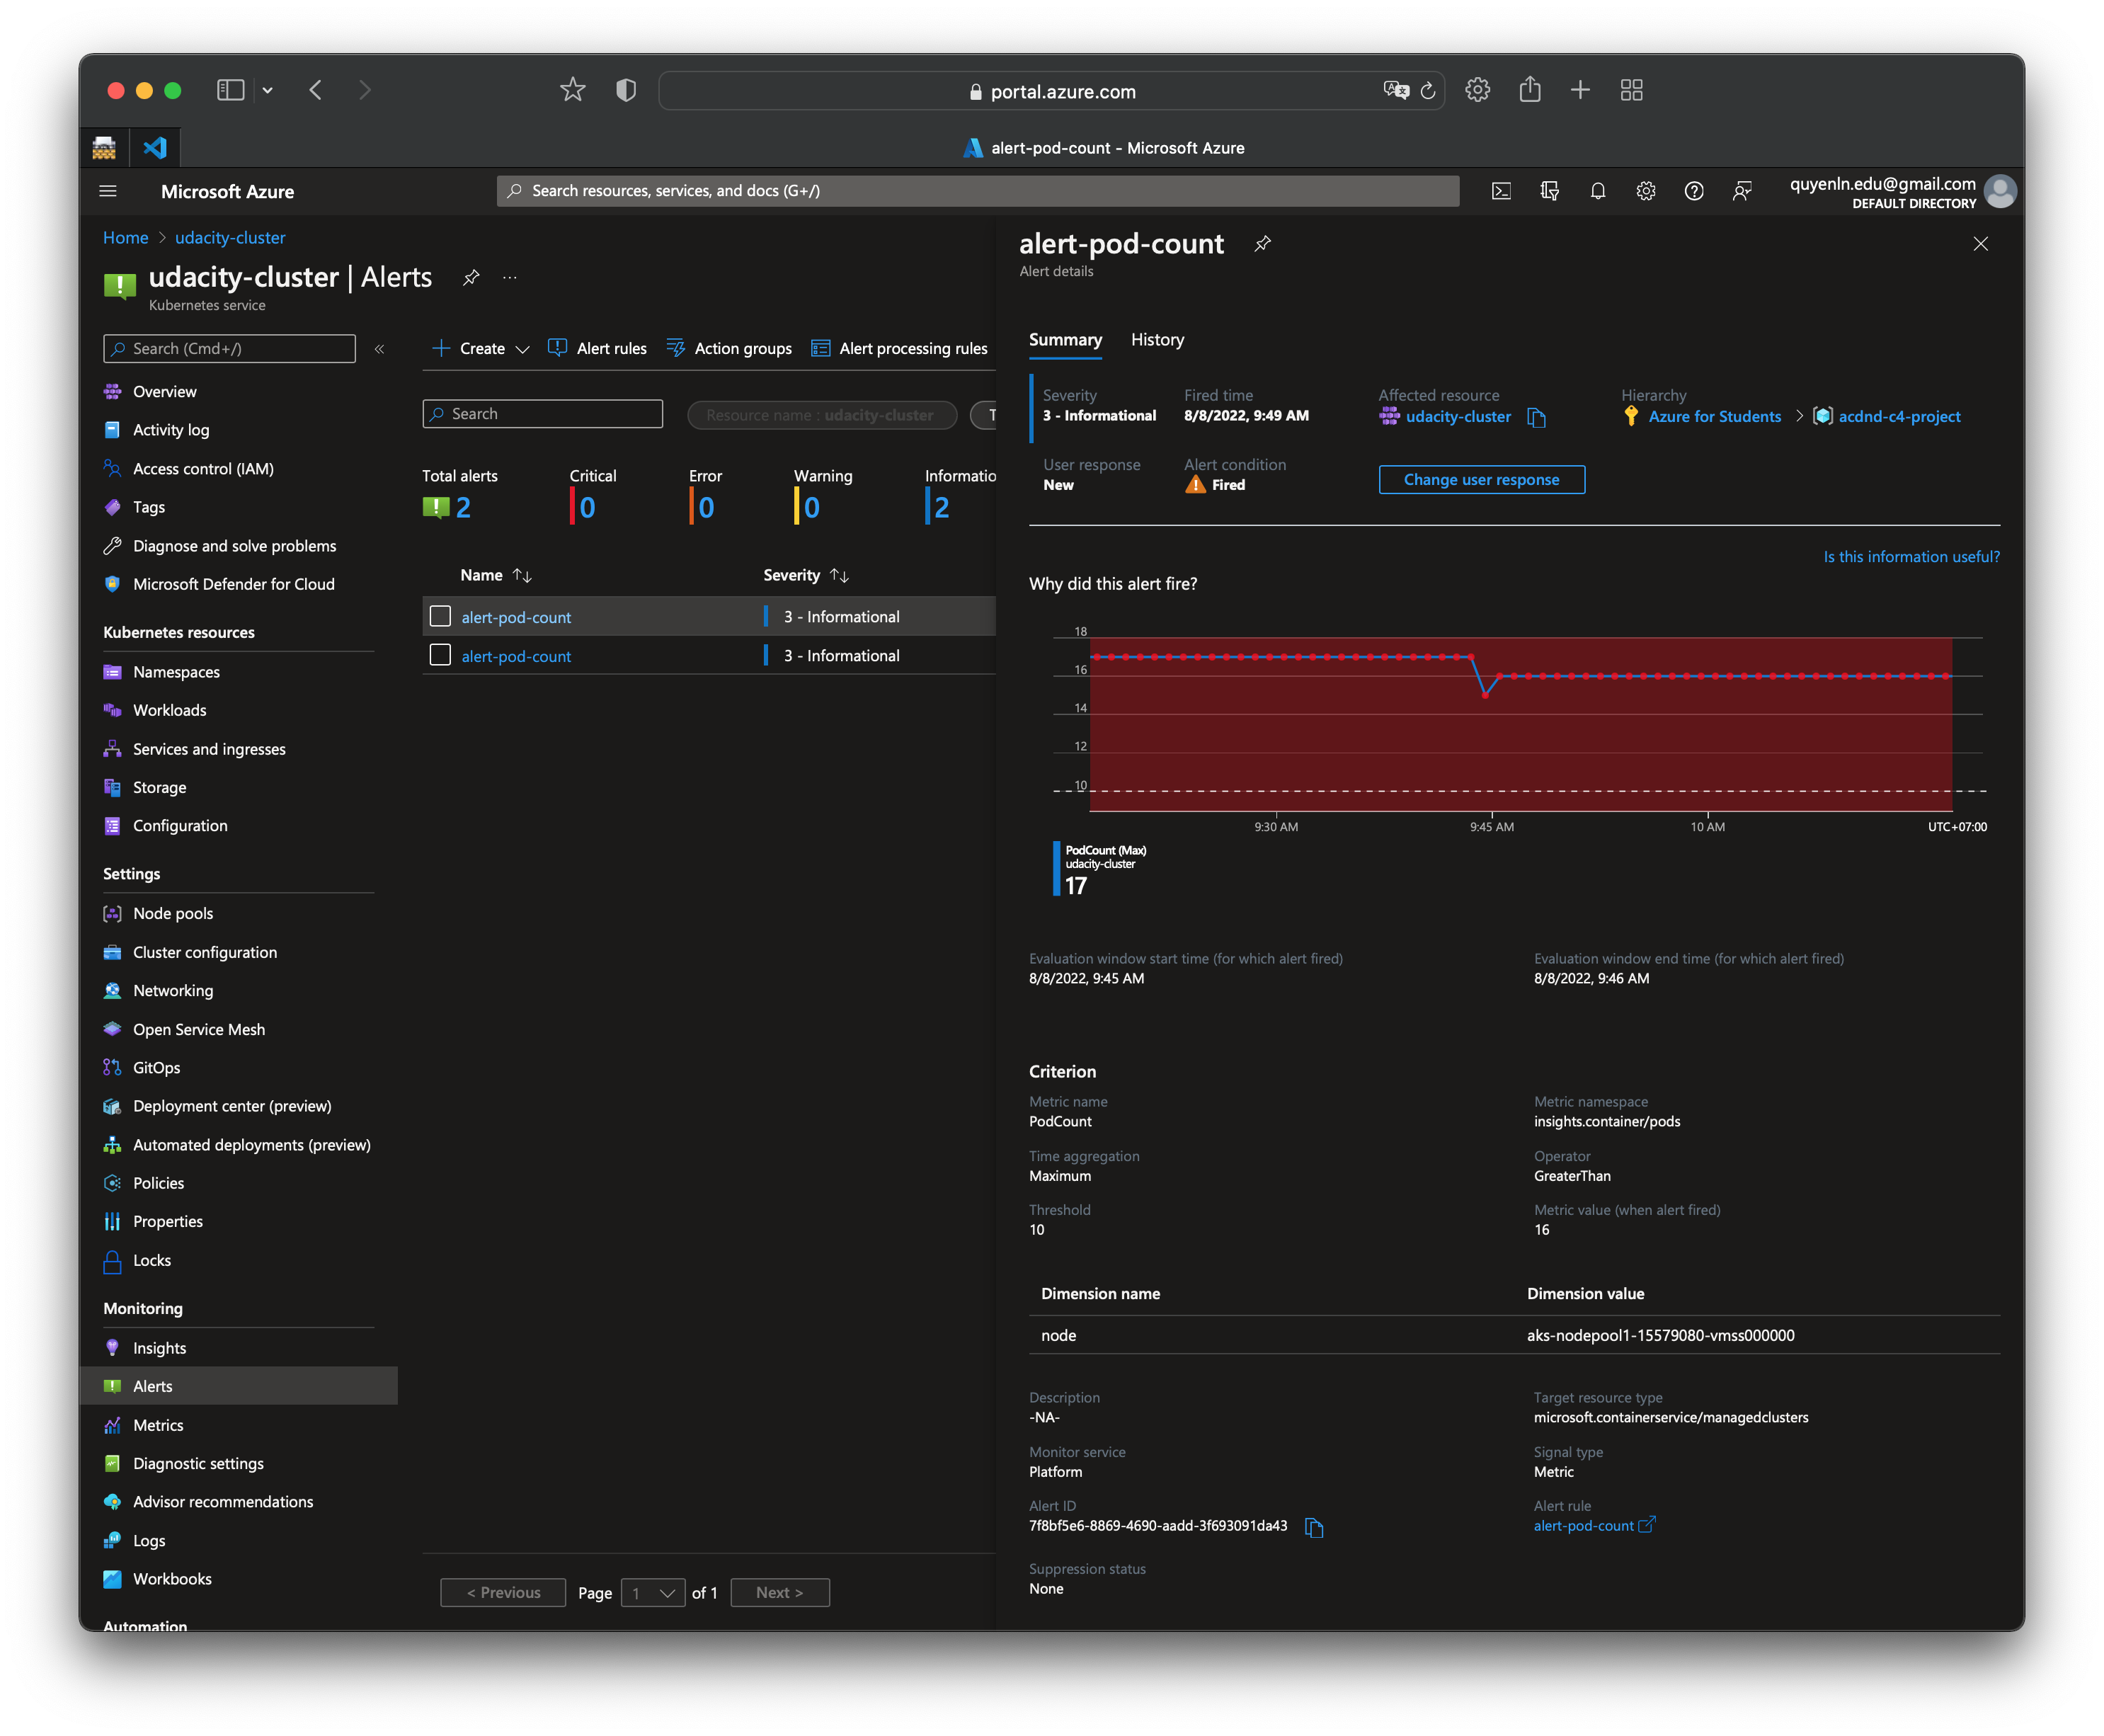 portal.azure.com
alert-pod-count - Microsoft Azure
Microsoft Azure
Search resources, services, and docs (G+/)
quyenln.edu@gmail.com
DEFAULT DIRECTORY
Home > udacity-cluster
udacity-cluster | Alerts
Kubernetes service
Search (Cmd+/)
Overview
Activity log
Access control (IAM)
Tags
Diagnose and solve problems
Microsoft Defender for Cloud
Kubernetes resources
Namespaces
Workloads
Services and ingresses
Storage
Configuration
Settings
Node pools
Cluster configuration
Networking
Open Service Mesh
GitOps
Deployment center (preview)
Automated deployments (preview)
Policies
Properties
Locks
Monitoring
Insights
Alerts
Metrics
Diagnostic settings
Advisor recommendations
Logs
Workbooks
Automation
Create
Alert rules
Action groups
Alert processing rules
Search
Resource name : udacity-cluster
T
Total alerts
2
Critical
0
Error
0
Warning
0
Informatio
2
Name
Severity
alert-pod-count
3 - Informational
alert-pod-count
3 - Informational
< Previous
Page 1 of 1
Next >
alert-pod-count
Alert details
Summary
History
Severity
3 - Informational
Fired time
8/8/2022, 9:49 AM
Affected resource
udacity-cluster
Hierarchy
Azure for Students > acdnd-c4-project
User response
New
Alert condition
Fired
Change user response
Is this information useful?
Why did this alert fire?
18
16
14
12
10
9:30 AM
9:45 AM
10 AM
UTC+07:00
PodCount (Max)
udacity-cluster
17
Evaluation window start time (for which alert fired)
8/8/2022, 9:45 AM
Evaluation window end time (for which alert fired)
8/8/2022, 9:46 AM
Criterion
Metric name
PodCount
Metric namespace
insights.container/pods
Time aggregation
Maximum
Operator
GreaterThan
Threshold
10
Metric value (when alert fired)
16
Dimension name
Dimension value
node
aks-nodepool1-15579080-vmss000000
Description
-NA-
Target resource type
microsoft.containerservice/managedclusters
Monitor service
Platform
Signal type
Metric
Alert ID
7f8bf5e6-8869-4690-aadd-3f693091da43
Alert rule
alert-pod-count
Suppression status
None